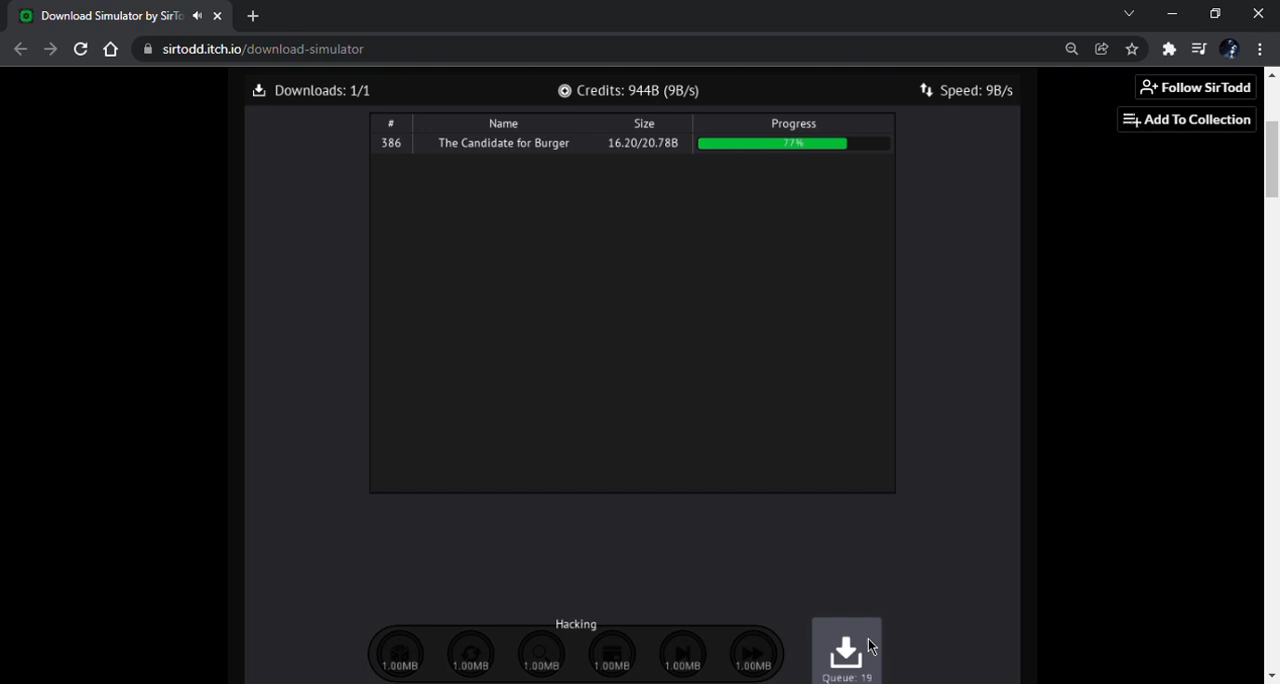 Download Simulator by SirTo
sirtodd.itch.io/download-simulator
Follow SirTodd
Add To Collection
Downloads: 1/1 Credits: 944B (9B/s) Speed: 9B/s
# Name Size Progress
386 The Candidate for Burger 16.20/20.78B 77%
Hacking
1.00MB 1.00MB 1.00MB 1.00MB 1.00MB 1.00MB
Queue: 19